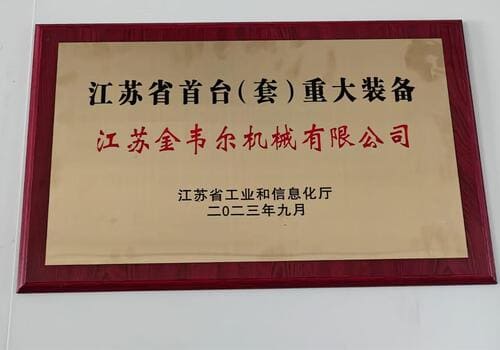 江苏省首台(套)重大装备
江苏金韦尔机械有限公司
江苏省工业和信息化厅
二0二三年九月